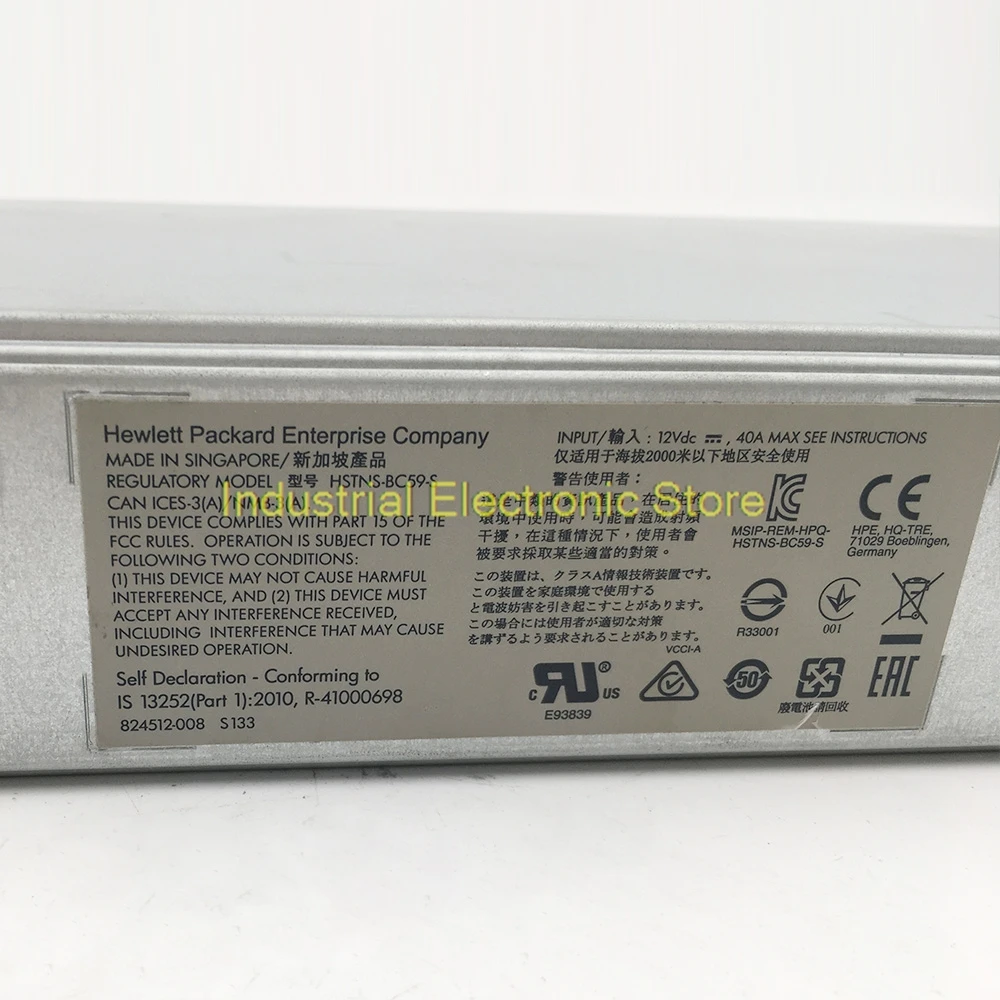 Hewlett Packard Enterprise Company
MADE IN SINGAPORE/新加坡產品
REGULATORY MODEL 型号 HSTNS-BC59-S
CAN ICES-3(A)/
THIS DEVICE COMPLIES WITH PART 15 OF THE
FCC RULES. OPERATION IS SUBJECT TO THE
FOLLOWING TWO CONDITIONS:
(1) THIS DEVICE MAY NOT CAUSE HARMFUL
INTERFERENCE, AND (2) THIS DEVICE MUST
ACCEPT ANY INTERFERENCE RECEIVED,
INCLUDING INTERFERENCE THAT MAY CAUSE
UNDESIRED OPERATION.
Self Declaration - Conforming to
IS 13252(Part 1):2010, R-41000698
824512-008 S133
INPUT/輸入 : 12Vdc ⎓, 40A MAX SEE INSTRUCTIONS
仅适用于海拔2000米以下地区安全使用
警告使用者：
環境中使用時，可能會造成射頻
干擾，在這種情況下，使用者會
被要求採取某些適當的對策。
この装置は、クラスA情報技術装置です。
この装置を家庭環境で使用する
と電波妨害を引き起こすことがあります。
この場合には使用者が適切な対策
を講ずるよう要求されることがあります。
VCCI-A
MSIP-REM-HPQ-
HSTNS-BC59-S
CE
HPE, HQ-TRE,
71029 Boeblingen,
Germany
R33001
001
c RU ® US
E93839
50
廢電池請回收
EAC
Industrial Electronic Store